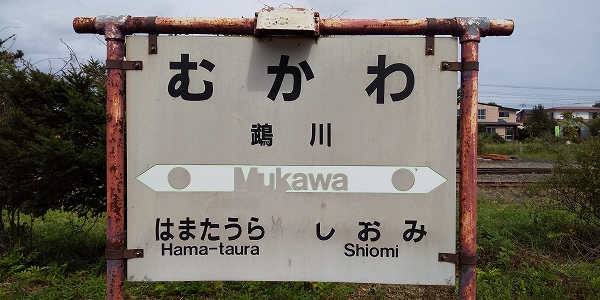 むかわ
鵡川
Mukawa
はまたうら しおみ
Hama-taura Shiomi